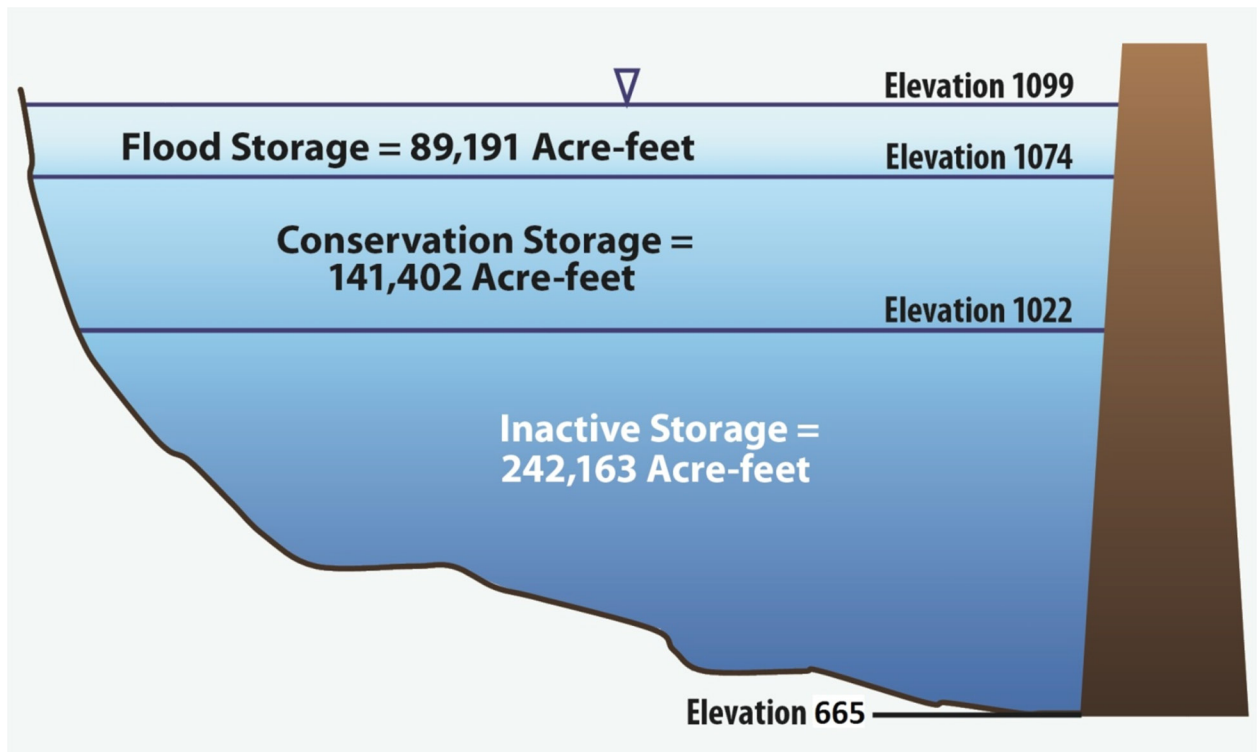 Elevation 1099
Flood Storage = 89,191 Acre-feet
Elevation 1074
Conservation Storage =
141,402 Acre-feet
Elevation 1022
Inactive Storage =
242,163 Acre-feet
Elevation 665